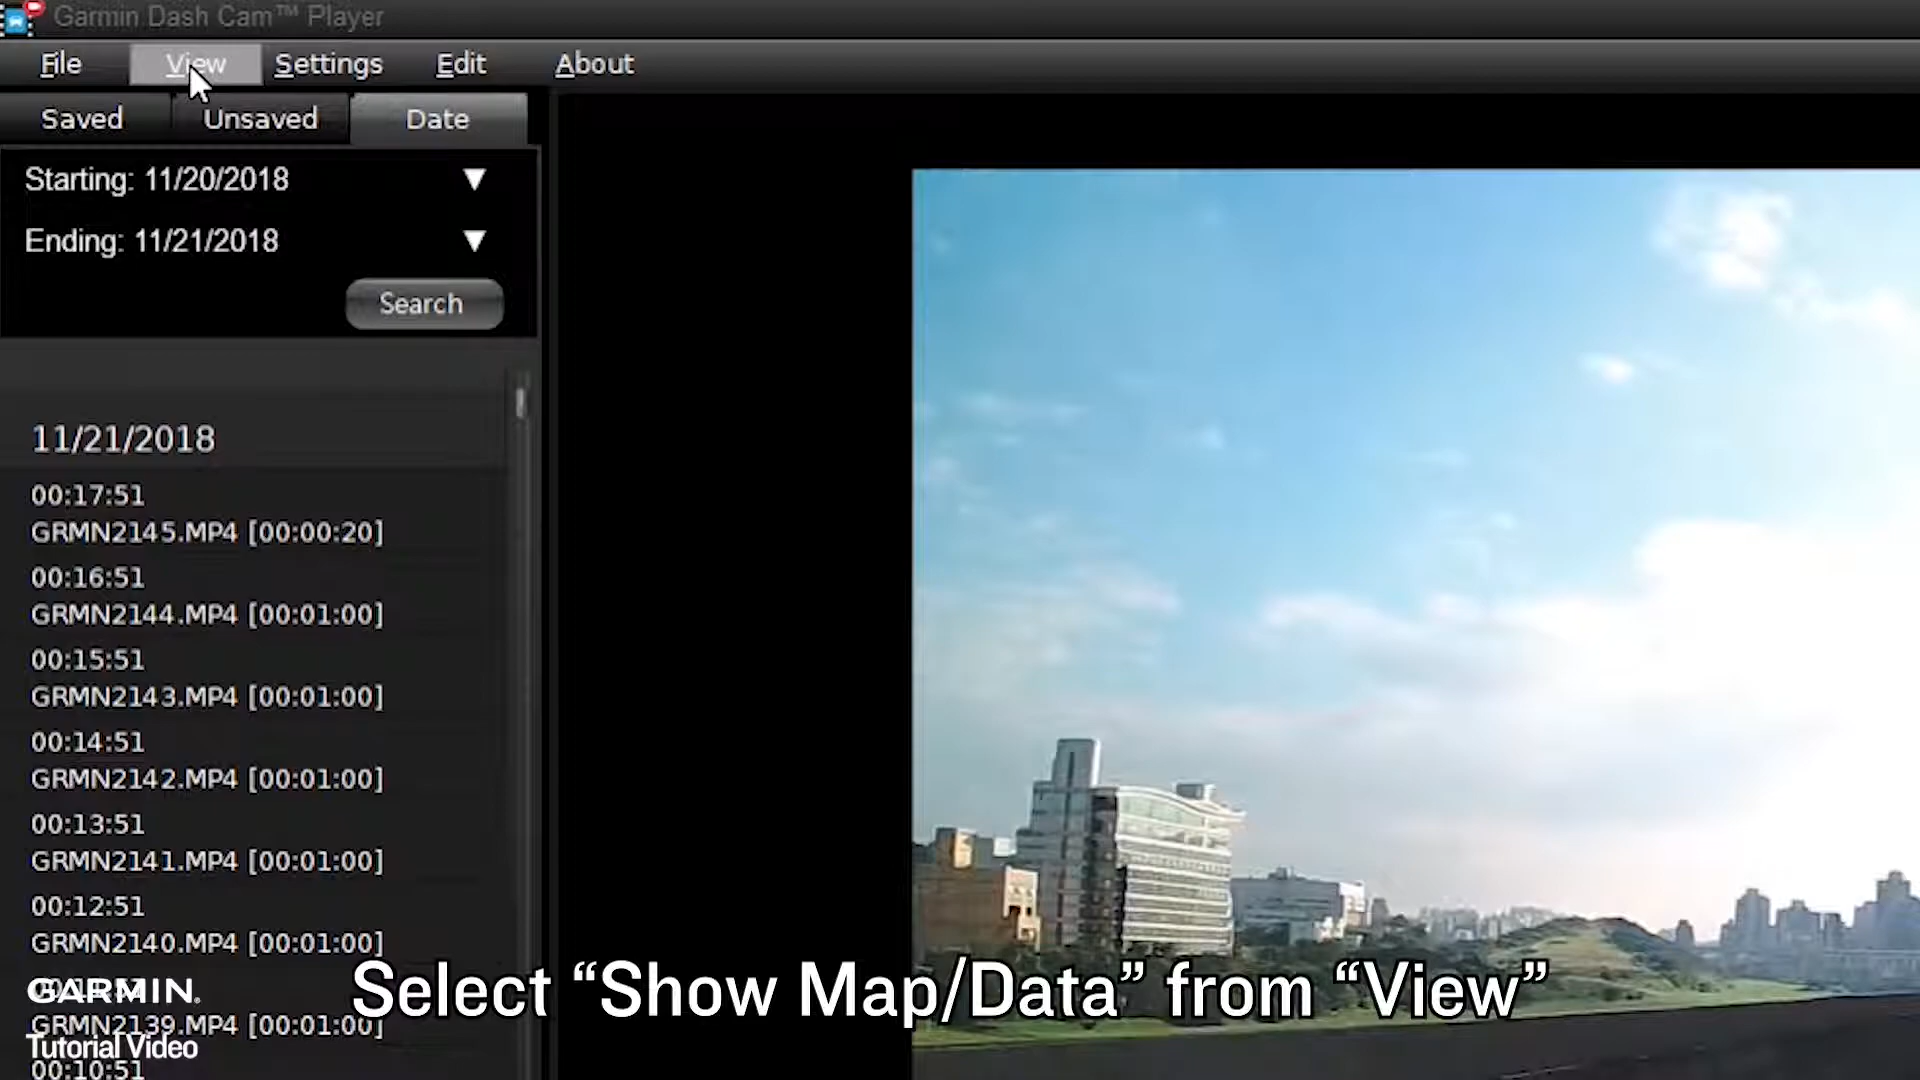 Garmin Dash Cam™ Player
File View Settings Edit About
Saved Unsaved Date
Starting: 11/20/2018
Ending: 11/21/2018
Search
11/21/2018
00:17:51
GRMN2145.MP4 [00:00:20]
00:16:51
GRMN2144.MP4 [00:01:00]
00:15:51
GRMN2143.MP4 [00:01:00]
00:14:51
GRMN2142.MP4 [00:01:00]
00:13:51
GRMN2141.MP4 [00:01:00]
00:12:51
GRMN2140.MP4 [00:01:00]
Select “Show Map/Data” from “View”
GARMIN.
GRMN2139.MP4 [00:01:00]
Tutorial Video
00:10:51